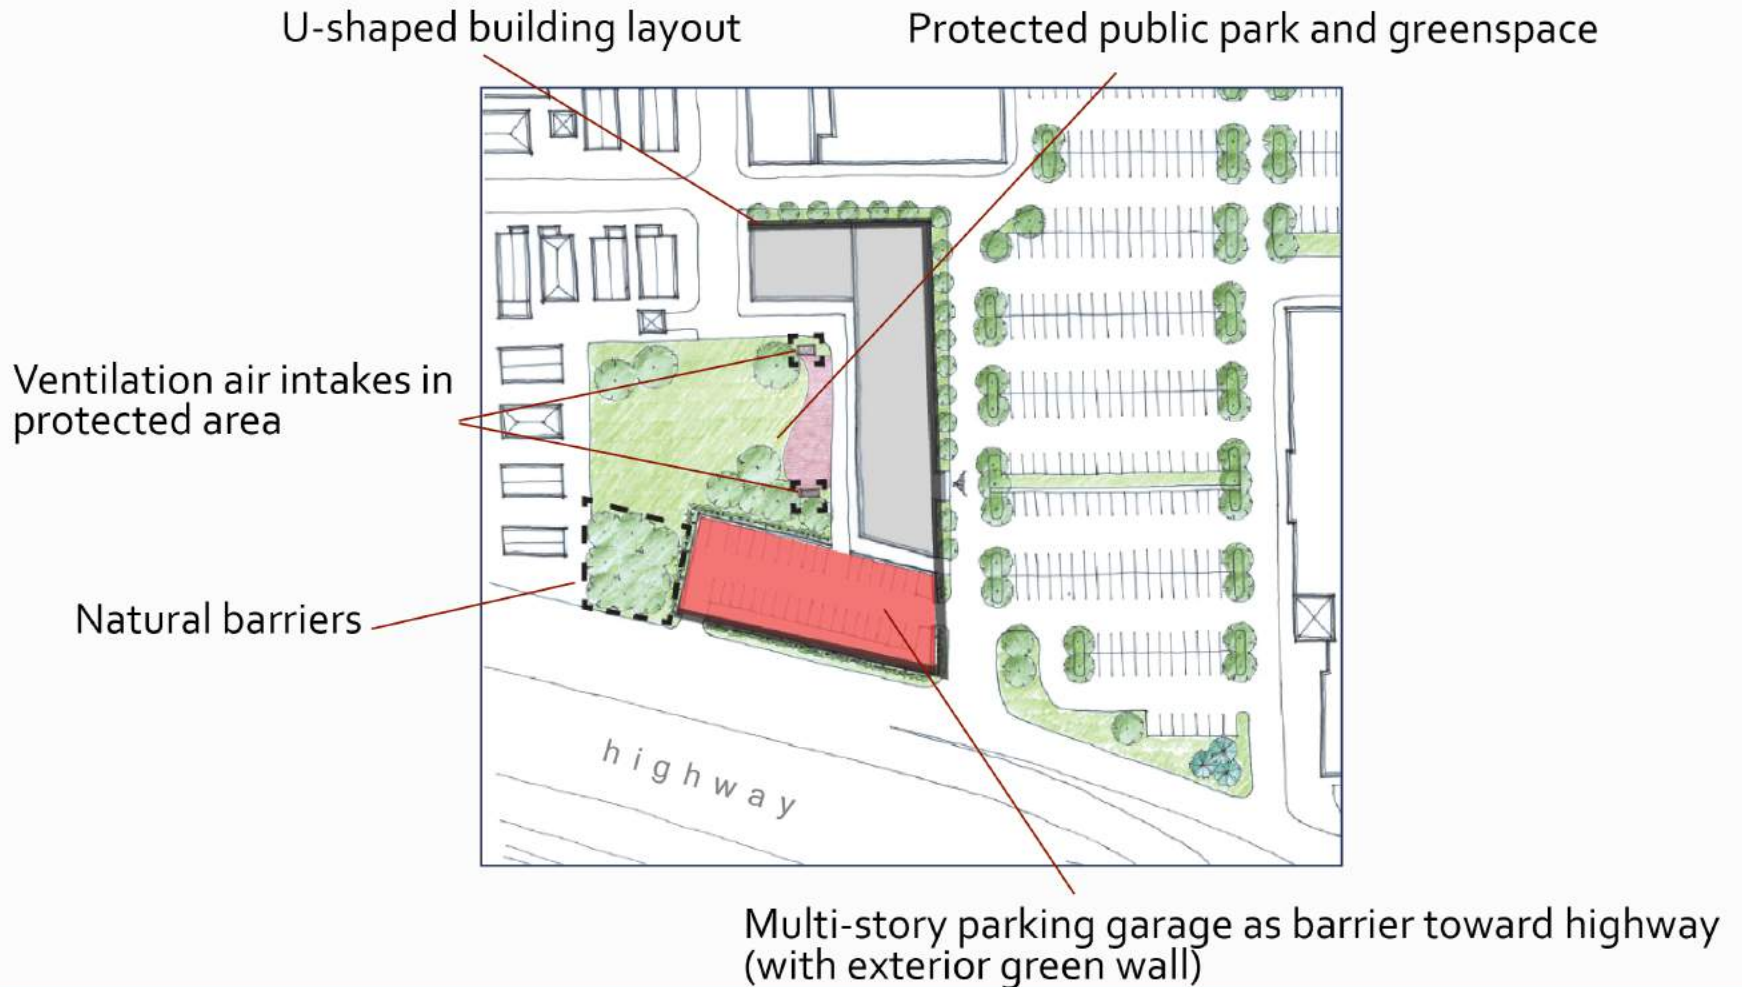 U-shaped building layout
Protected public park and greenspace
Ventilation air intakes in
protected area
Natural barriers
highway
Multi-story parking garage as barrier toward highway
(with exterior green wall)